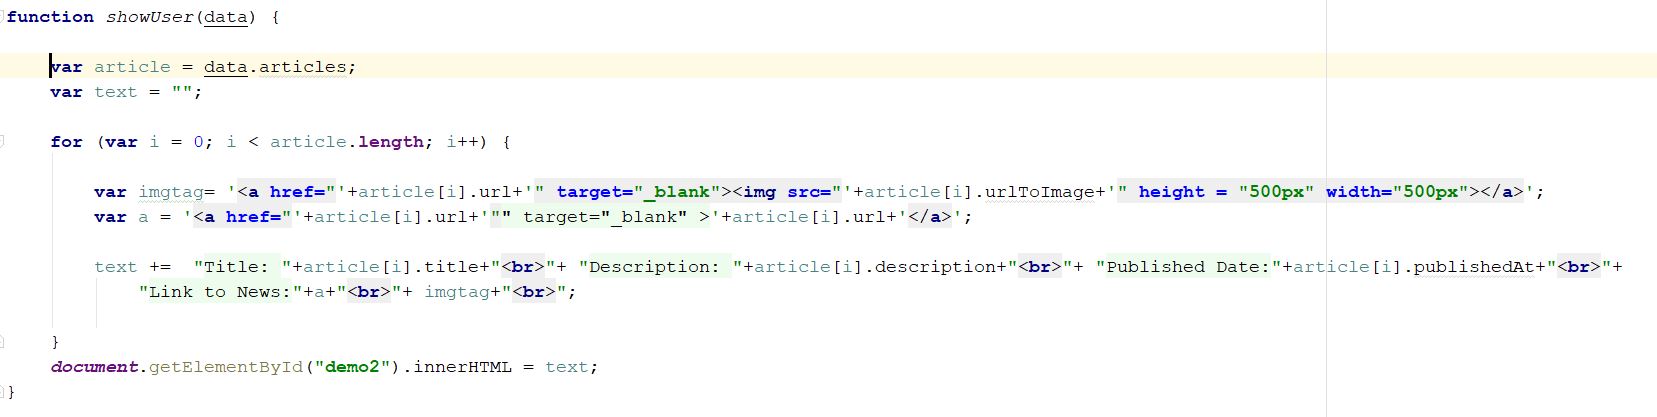 function showUser(data) {
var article = data.articles;
var text = "";
for (var i = 0; i < article.length; i++) {
var imgtag= '<a href="'+article[i].url+'" target="_blank"><img src="'+article[i].urlToImage+'" height = "500px" width="500px"></a>';
var a = '<a href="'+article[i].url+'"" target="_blank" >'+article[i].url+'</a>';
text +=  "Title: "+article[i].title+"<br>"+ "Description: "+article[i].description+"<br>"+ "Published Date:"+article[i].publishedAt+"<br>"+
"Link to News:"+a+"<br>"+ imgtag+"<br>";
}
document.getElementById("demo2").innerHTML = text;
}